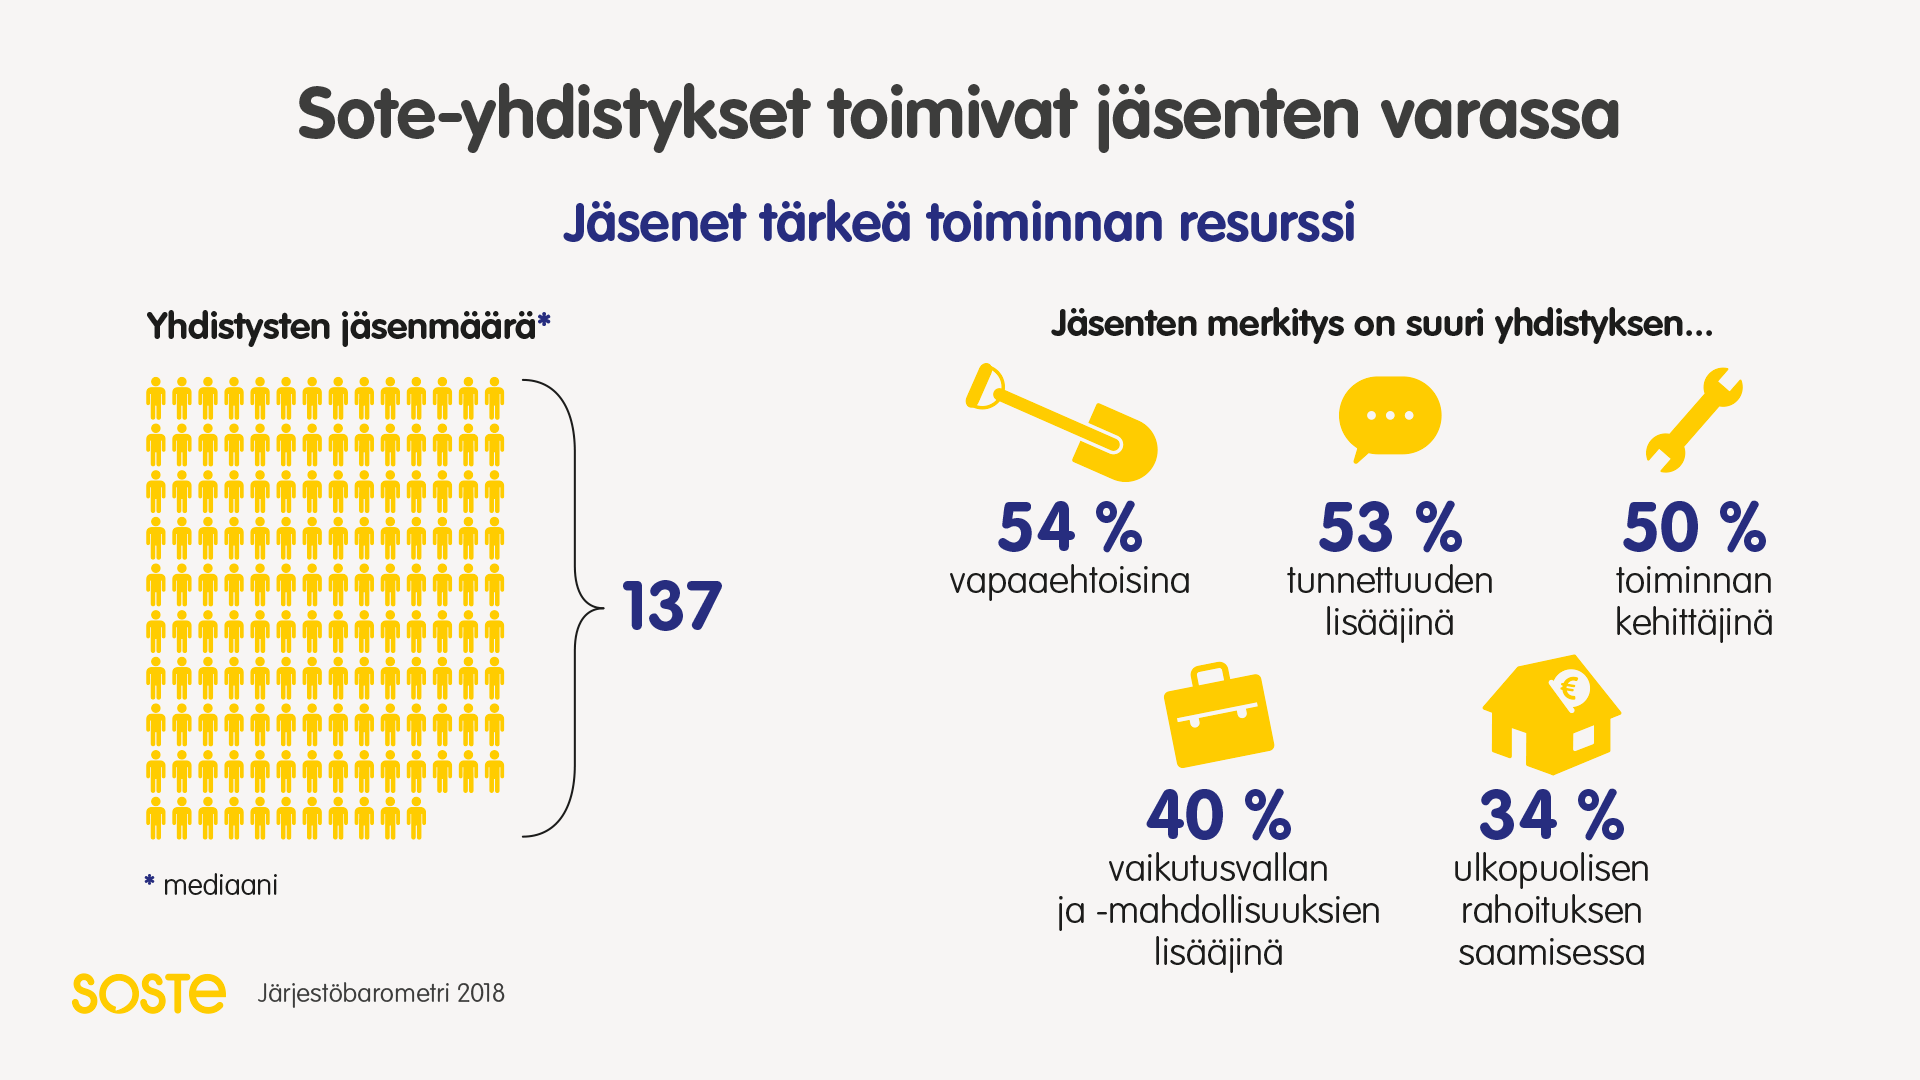 Sote-yhdistykset toimivat jäsenten varassa
Jäsenet tärkeä toiminnan resurssi
Yhdistysten jäsenmäärä*
137
* mediaani
Jäsenten merkitys on suuri yhdistyksen...
54 %
vapaaehtoisina
53 %
tunnettuuden
lisääjinä
50 %
toiminnan
kehittäjinä
40 %
vaikutusvallan
ja -mahdollisuuksien
lisääjinä
€
34 %
ulkopuolisen
rahoituksen
saamisessa
SOSTE
Järjestöbarometri 2018